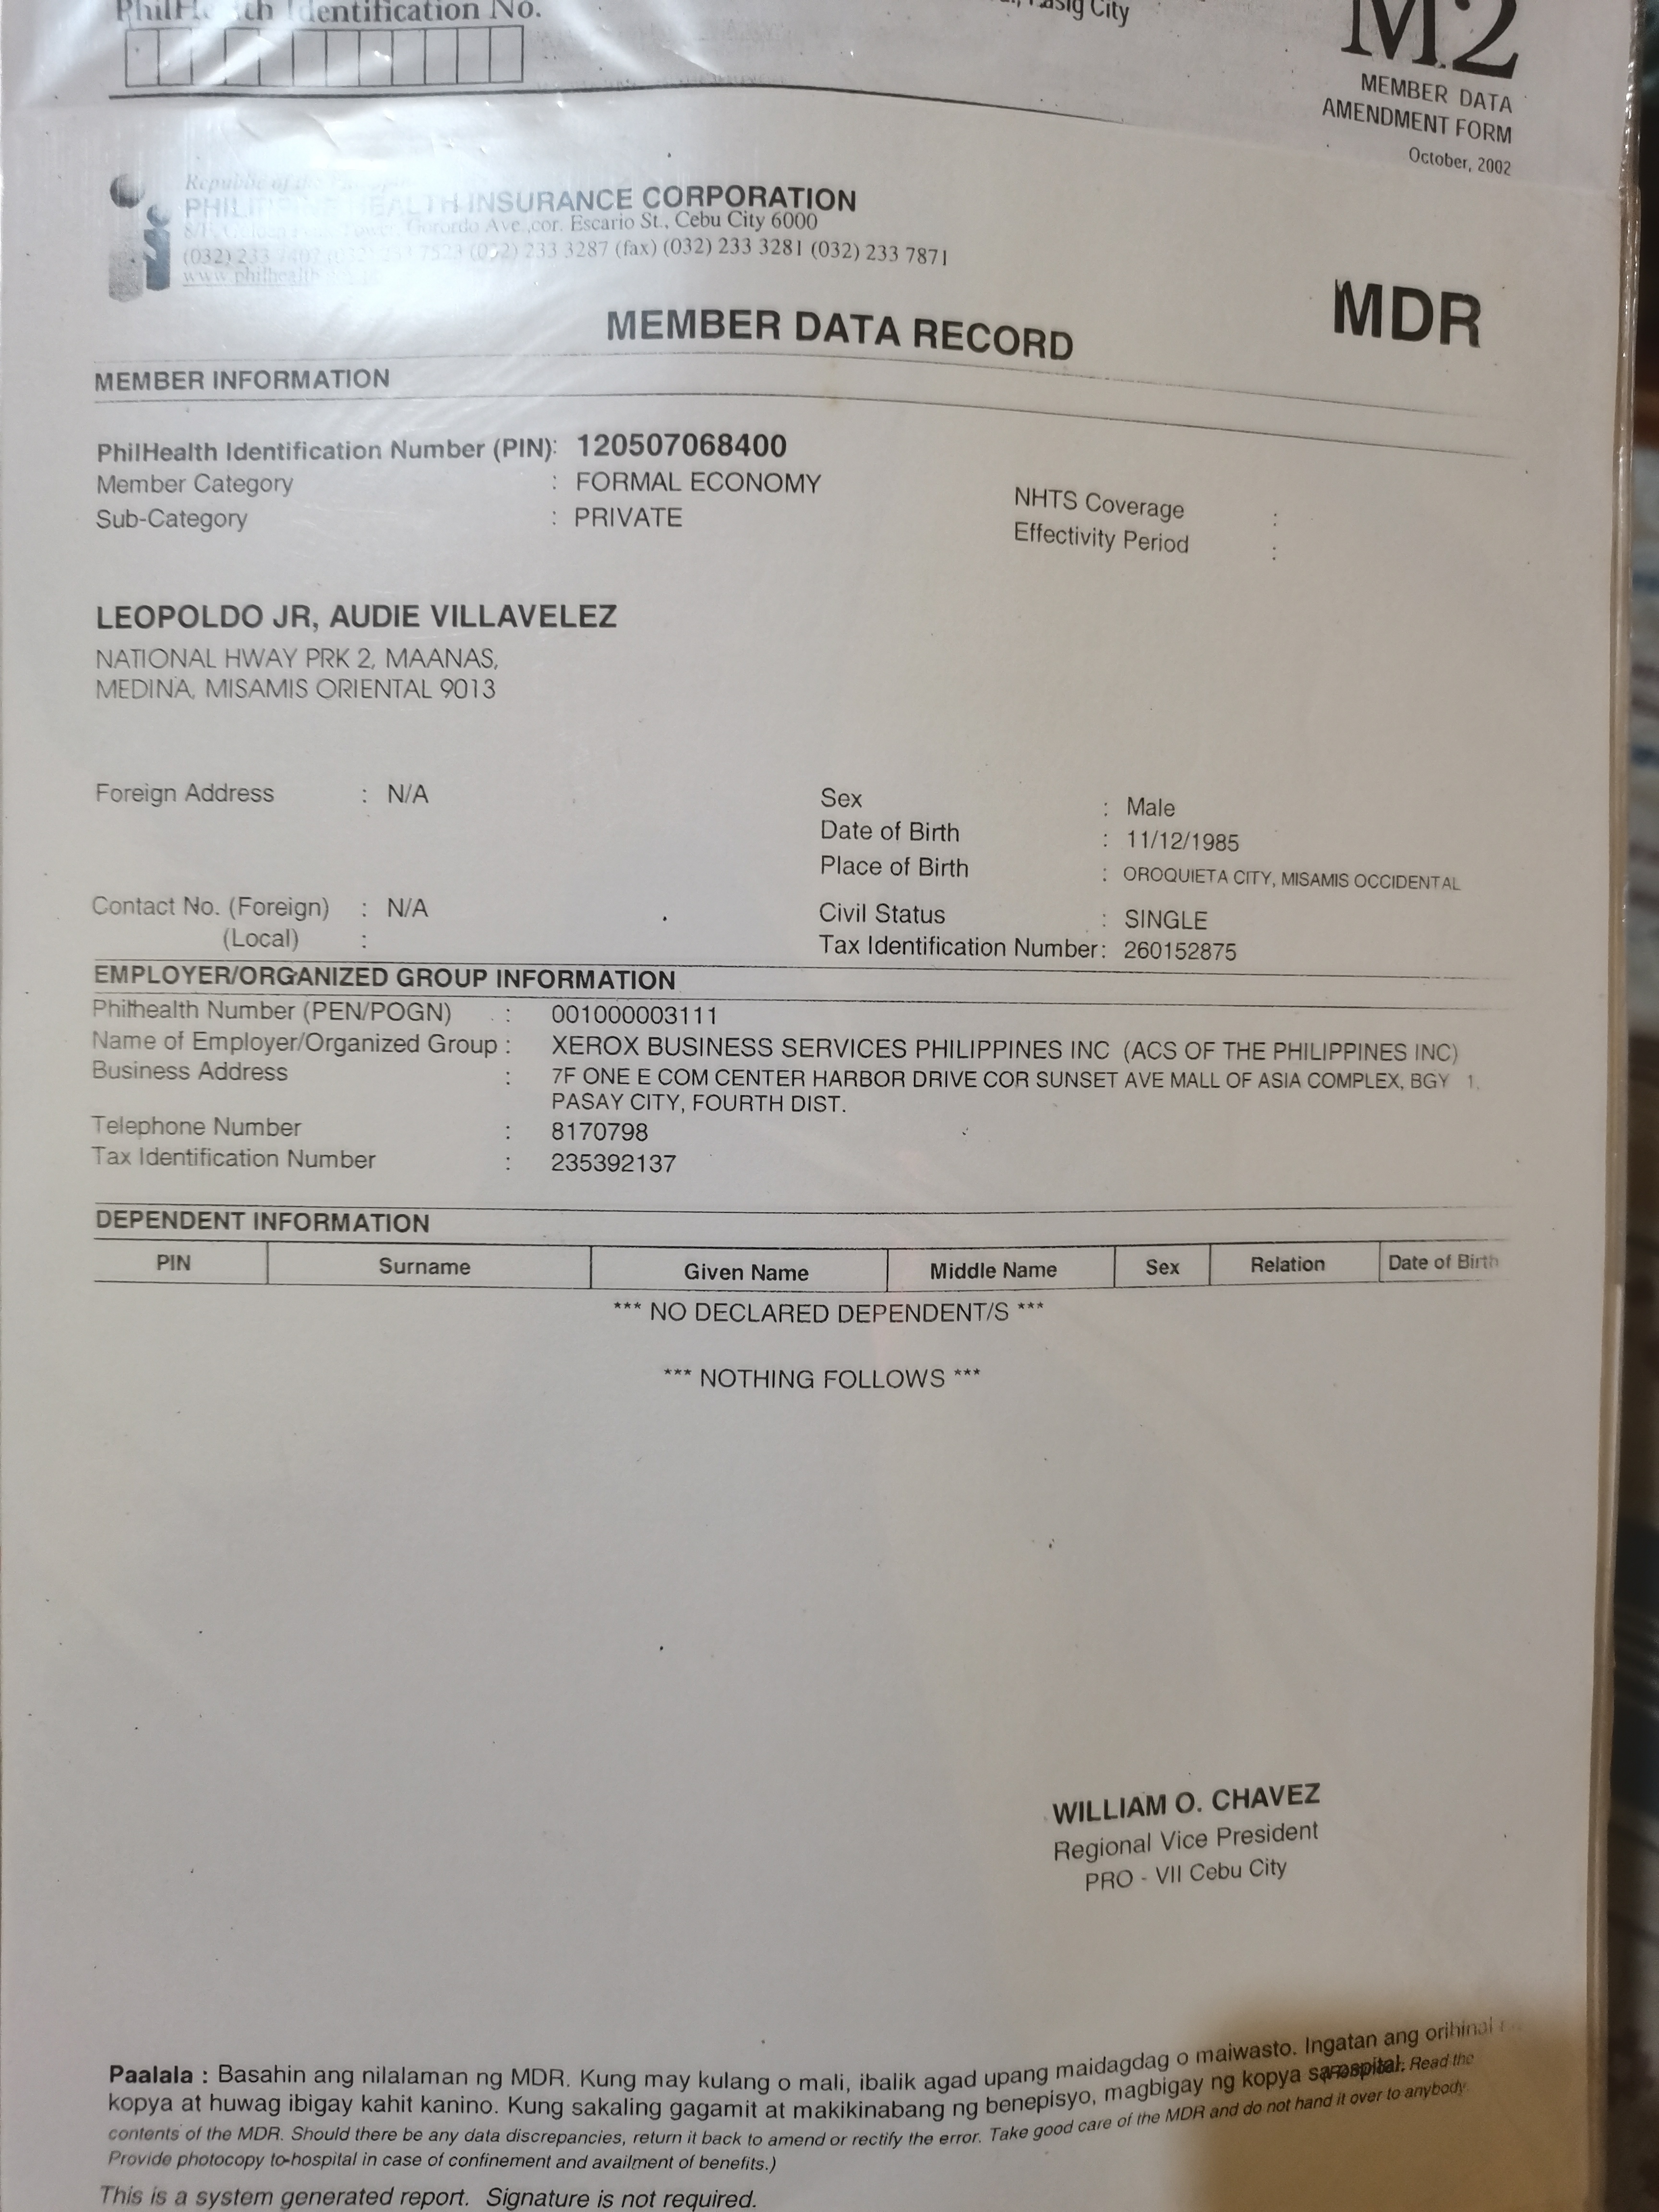 PhilHealth Identification No.
Pasig City
M2
MEMBER DATA
AMENDMENT FORM
October, 2002
Republic of the
PHILIPPINE HEALTH INSURANCE CORPORATION
Gorordo Ave.,cor. Escario St., Cebu City 6000
(032) 233 7523 (032) 233 3287 (fax) (032) 233 3281 (032) 233 7871
www.philhealth
MDR
MEMBER DATA RECORD
MEMBER INFORMATION
PhilHealth Identification Number (PIN): 120507068400
Member Category : FORMAL ECONOMY
Sub-Category : PRIVATE
NHTS Coverage :
Effectivity Period :
LEOPOLDO JR, AUDIE VILLAVELEZ
NATIONAL HWAY PRK 2, MAANAS,
MEDINA, MISAMIS ORIENTAL 9013
Foreign Address : N/A
Sex : Male
Date of Birth : 11/12/1985
Place of Birth : OROQUIETA CITY, MISAMIS OCCIDENTAL
Contact No. (Foreign) : N/A
(Local) :
Civil Status : SINGLE
Tax Identification Number: 260152875
EMPLOYER/ORGANIZED GROUP INFORMATION
Philhealth Number (PEN/POGN) : 001000003111
Name of Employer/Organized Group : XEROX BUSINESS SERVICES PHILIPPINES INC (ACS OF THE PHILIPPINES INC)
Business Address : 7F ONE E COM CENTER HARBOR DRIVE COR SUNSET AVE MALL OF ASIA COMPLEX, BGY 1,
PASAY CITY, FOURTH DIST.
Telephone Number : 8170798
Tax Identification Number : 235392137
DEPENDENT INFORMATION
PIN Surname Given Name Middle Name Sex Relation Date of Birth
*** NO DECLARED DEPENDENT/S ***
*** NOTHING FOLLOWS ***
WILLIAM O. CHAVEZ
Regional Vice President
PRO - VII Cebu City
Paalala : Basahin ang nilalaman ng MDR. Kung may kulang o mali, ibalik agad upang maidagdag o maiwasto. Ingatan ang orihinal
kopya at huwag ibigay kahit kanino. Kung sakaling gagamit at makikinabang ng benepisyo, magbigay ng kopya sa ospital. Read the
contents of the MDR. Should there be any data discrepancies, return it back to amend or rectify the error. Take good care of the MDR and do not hand it over to anybody.
Provide photocopy to hospital in case of confinement and availment of benefits.)
This is a system generated report. Signature is not required.